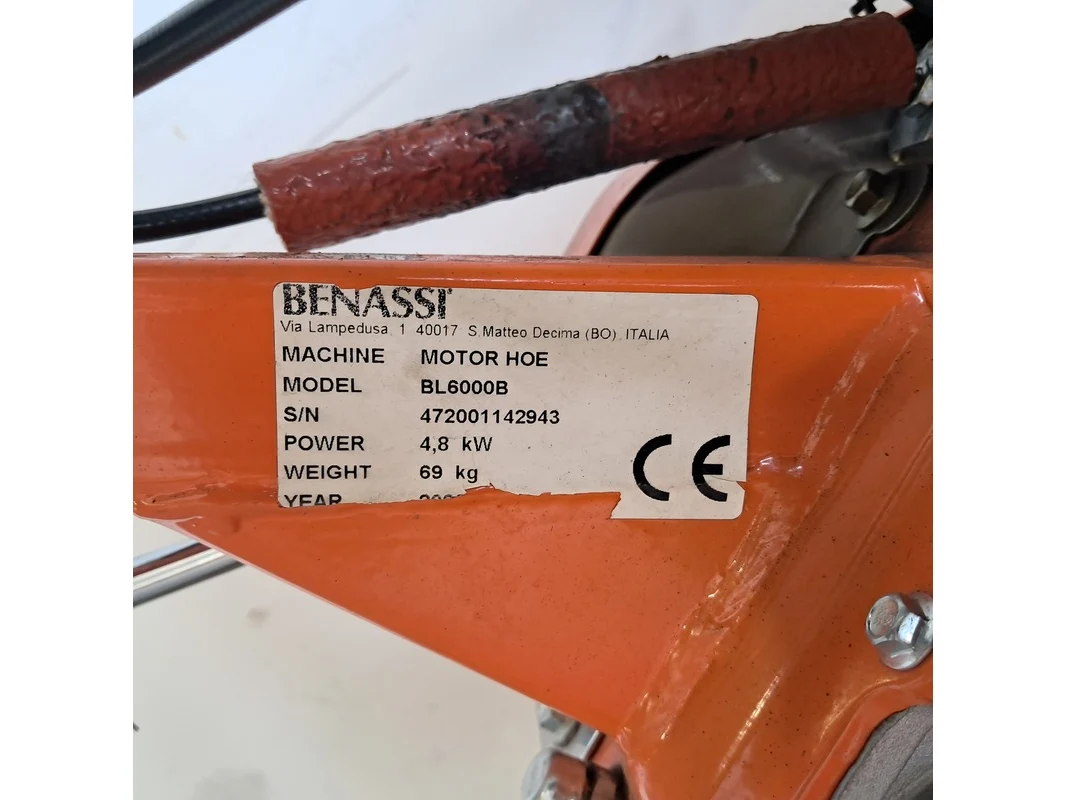 BENASSI
Via Lampedusa, 1 40017 S.Matteo Decima (BO) ITALIA
MACHINE MOTOR HOE
MODEL BL6000B
S/N 472001142943
POWER 4,8 kW
WEIGHT 69 kg
YEAR
CE